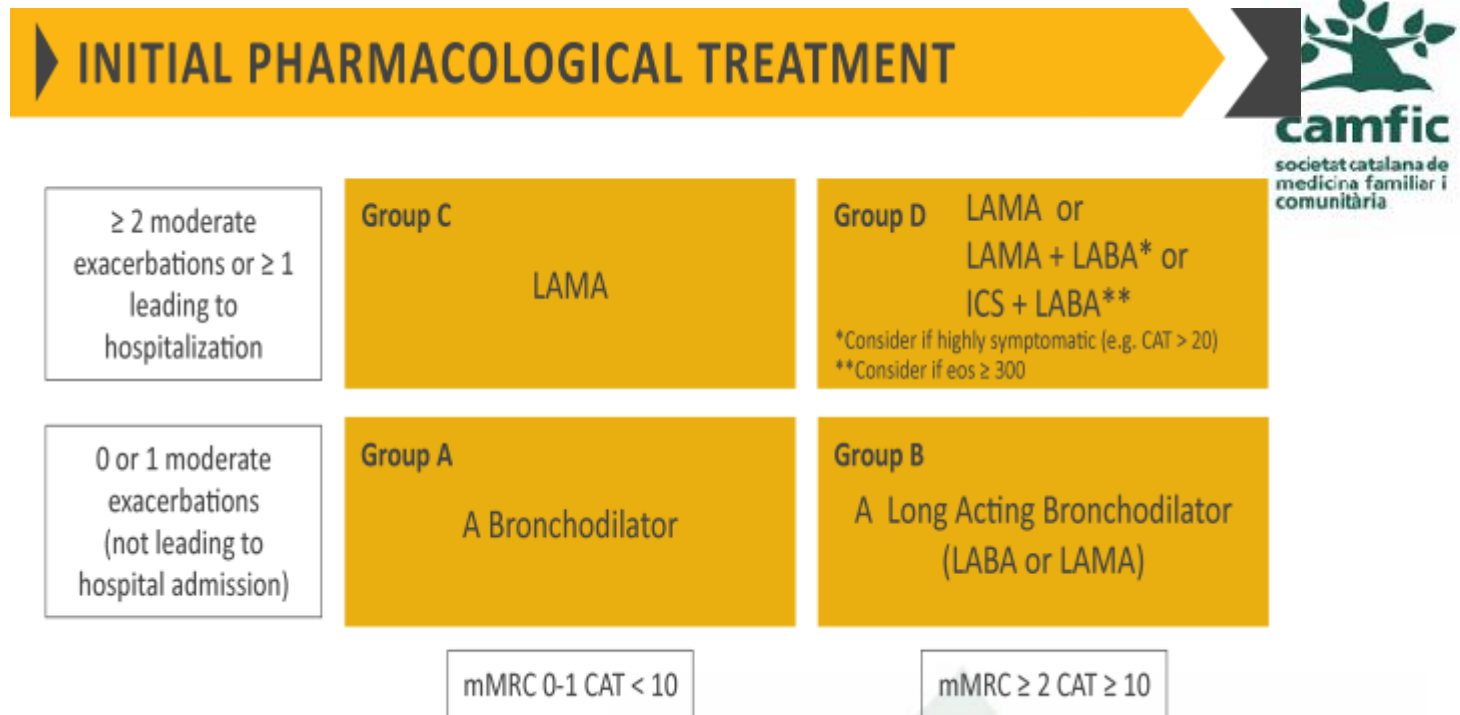 INITIAL PHARMACOLOGICAL TREATMENT
camfic
societat catalana de
medicina familiar i
comunitària
≥ 2 moderate
exacerbations or ≥ 1
leading to
hospitalization
Group C
LAMA
Group D
LAMA or
LAMA + LABA* or
ICS + LABA**
*Consider if highly symptomatic (e.g. CAT > 20)
**Consider if eos ≥ 300
0 or 1 moderate
exacerbations
(not leading to
hospital admission)
Group A
A Bronchodilator
Group B
A Long Acting Bronchodilator
(LABA or LAMA)
mMRC 0-1 CAT < 10
mMRC ≥ 2 CAT ≥ 10